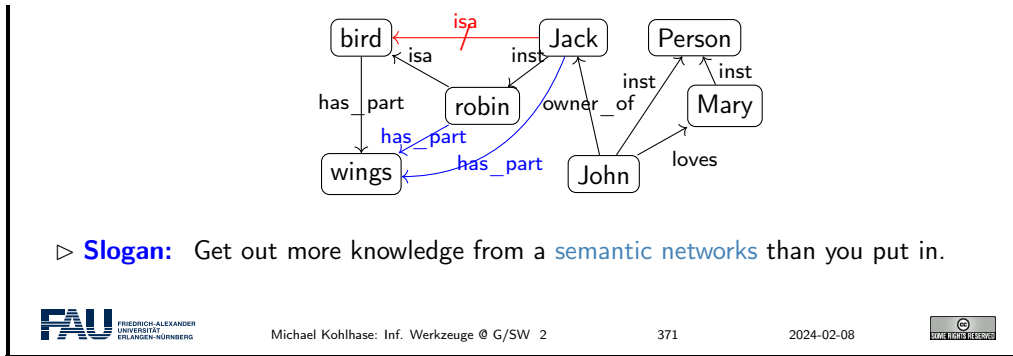 isa
bird Jack Person
isa inst inst inst
has_part robin owner_of Mary
has_part
has_part
wings John loves
▷ Slogan: Get out more knowledge from a semantic networks than you put in.
FAU FRIEDRICH-ALEXANDER
UNIVERSITÄT
ERLANGEN-NÜRNBERG
Michael Kohlhase: Inf. Werkzeuge @ G/SW 2 371 2024-02-08
cc
SOME RIGHTS RESERVED